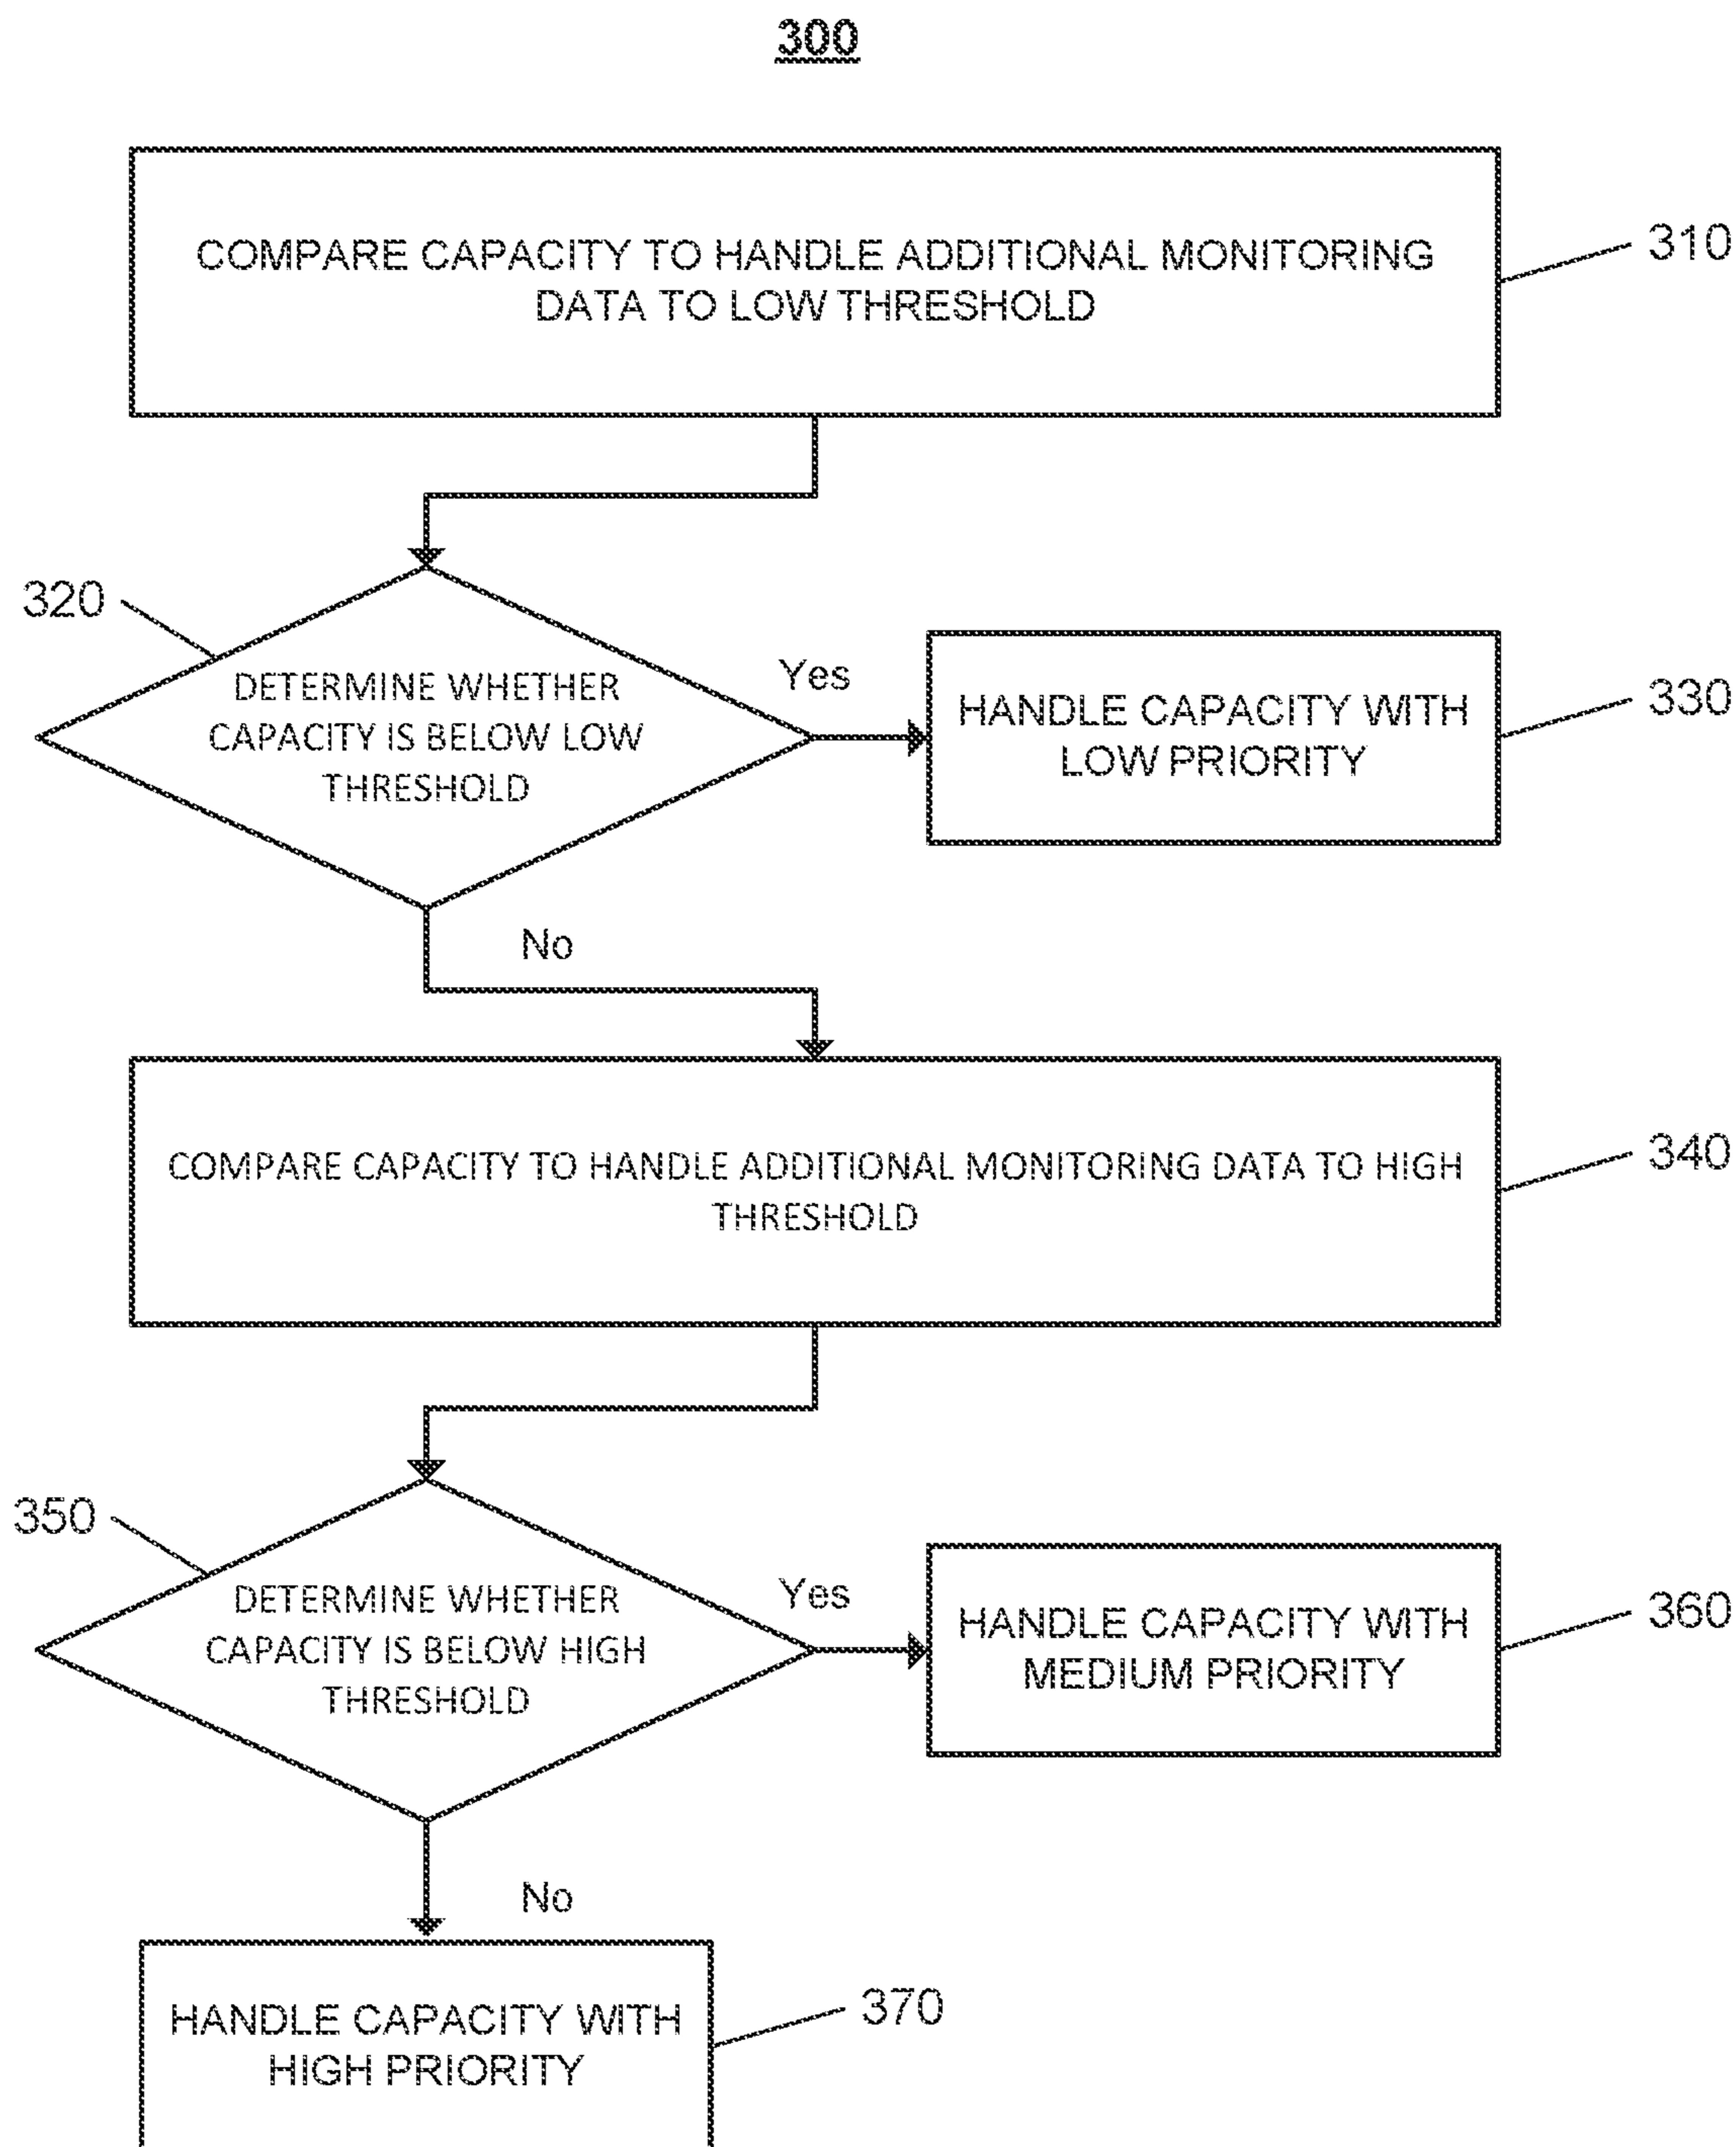 300
COMPARE CAPACITY TO HANDLE ADDITIONAL MONITORING
DATA TO LOW THRESHOLD
310
320
DETERMINE WHETHER
CAPACITY IS BELOW LOW
THRESHOLD
Yes
HANDLE CAPACITY WITH
LOW PRIORITY
330
No
COMPARE CAPACITY TO HANDLE ADDITIONAL MONITORING DATA TO HIGH
THRESHOLD
340
350
DETERMINE WHETHER
CAPACITY IS BELOW HIGH
THRESHOLD
Yes
HANDLE CAPACITY WITH
MEDIUM PRIORITY
360
No
HANDLE CAPACITY WITH
HIGH PRIORITY
370